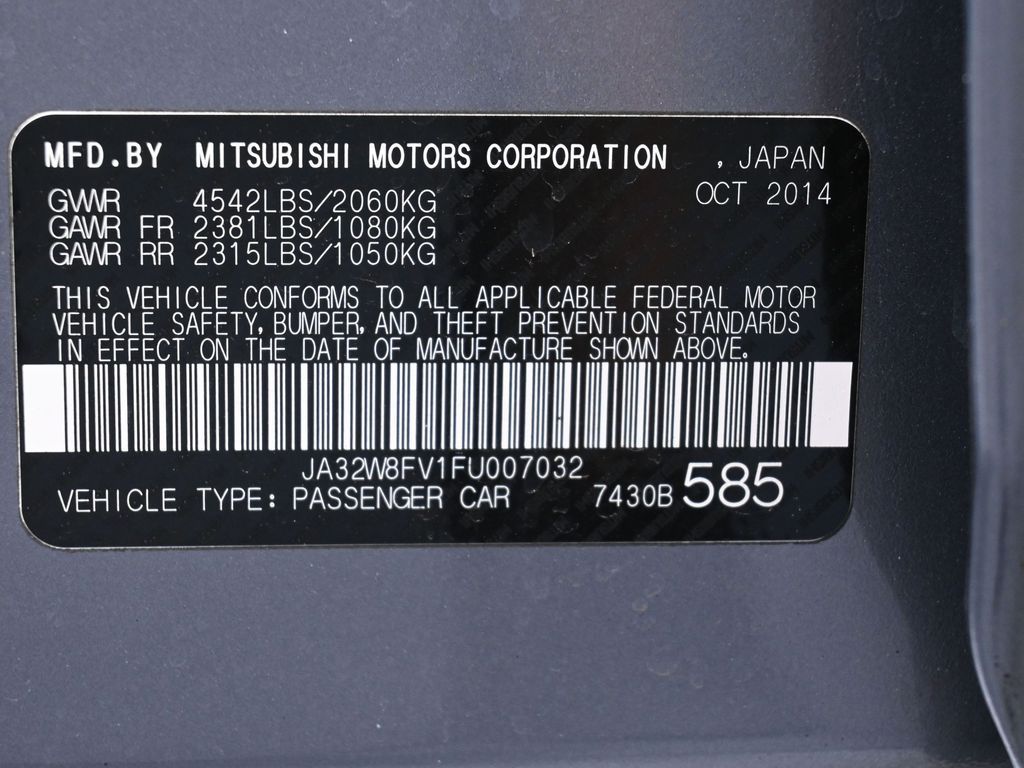 MFD.BY MITSUBISHI MOTORS CORPORATION , JAPAN
OCT 2014
GVWR 4542LBS/2060KG
GAWR FR 2381LBS/1080KG
GAWR RR 2315LBS/1050KG
THIS VEHICLE CONFORMS TO ALL APPLICABLE FEDERAL MOTOR
VEHICLE SAFETY, BUMPER, AND THEFT PREVENTION STANDARDS
IN EFFECT ON THE DATE OF MANUFACTURE SHOWN ABOVE.
JA32W8FV1FU007032
VEHICLE TYPE: PASSENGER CAR 7430B 585